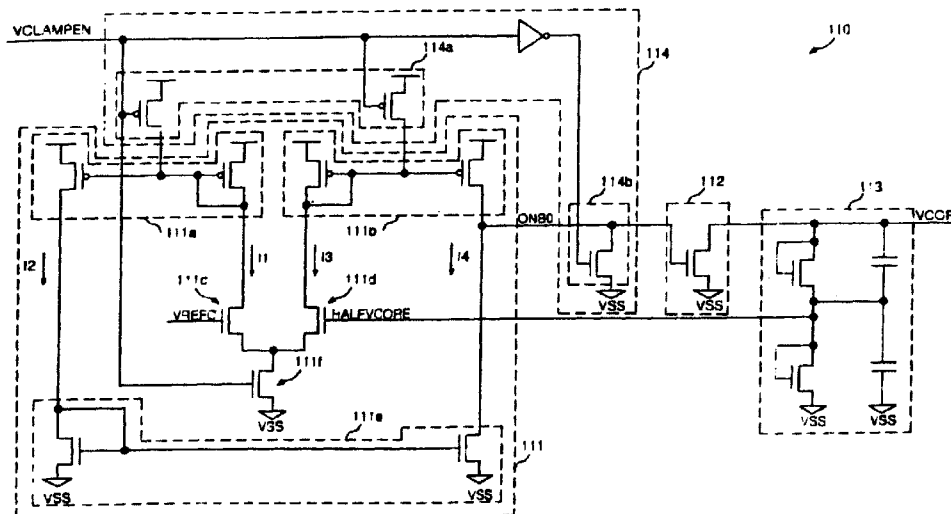 VCLAMPEN
110
114a
114
114b
112
113
ON80
VCCR
111a
111b
I2
I1
I3
I4
111c
111d
VREFC
HALFVCORE
VSS
VSS
VSS
VSS
111f
VSS
111e
111
VSS
VSS